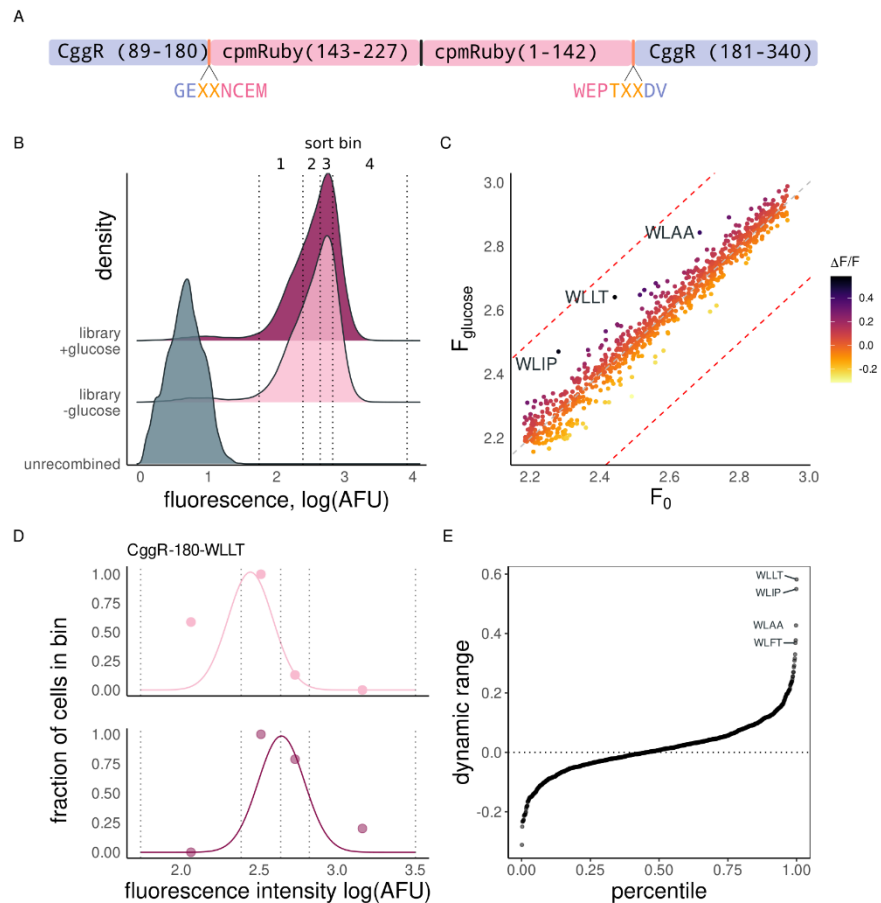 A
CggR (89-180) cpmRuby(143-227) cpmRuby(1-142) CggR (181-340)
GEXXNCEM WEPTXXDV
B
sort bin
1 2 3 4
density
library
+glucose
library
-glucose
unrecombined
0 1 2 3 4
fluorescence, log(AFU)
C
3.0
2.8
2.6
2.4
2.2
F glucose
WLAA
WLLT
WLIP
2.2 2.4 2.6 2.8 3.0
F0
ΔF/F
0.4
0.2
0.0
-0.2
D
CggR-180-WLLT
1.00
0.75
0.50
0.25
0.00
1.00
0.75
0.50
0.25
0.00
fraction of cells in bin
2.0 2.5 3.0 3.5
fluorescence intensity log(AFU)
E
0.6
0.4
0.2
0.0
-0.2
dynamic range
WLLT
WLIP
WLAA
WLFT
0.00 0.25 0.50 0.75 1.00
percentile